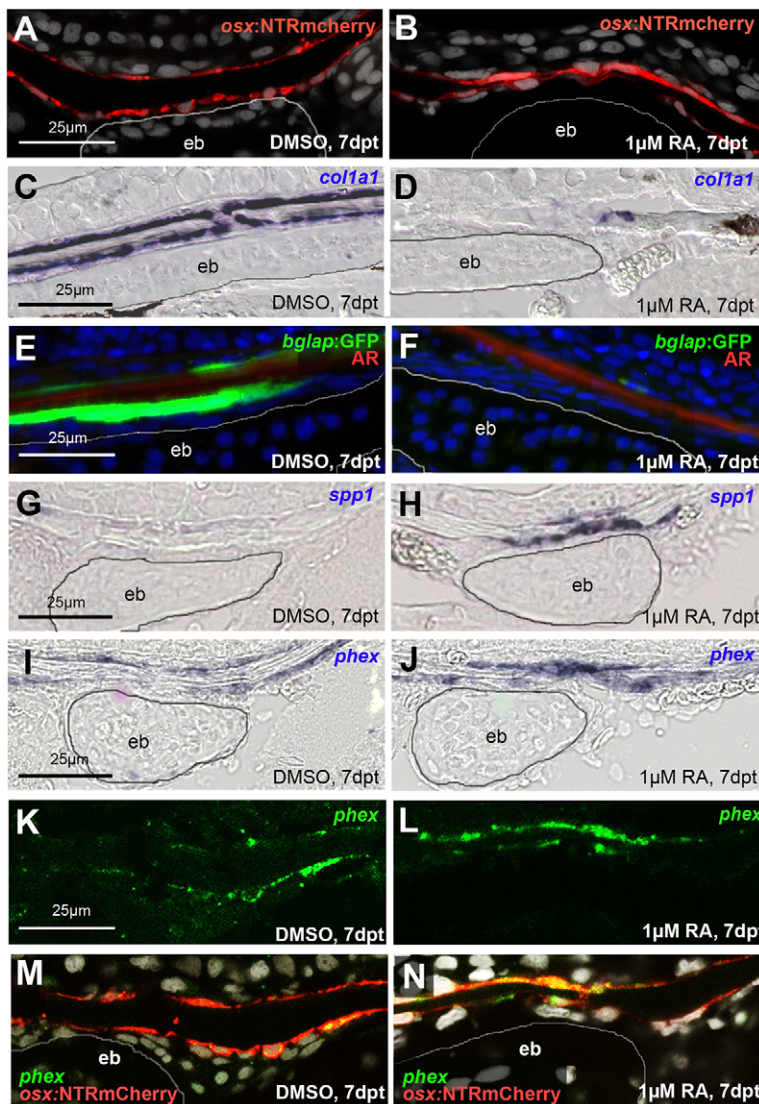 A
osx:NTRmcherry
25µm
eb
DMSO, 7dpt
B
osx:NTRmcherry
eb
1µM RA, 7dpt
C
col1a1
eb
25µm
DMSO, 7dpt
D
col1a1
eb
1µM RA, 7dpt
E
bglap:GFP
AR
25µm
eb
DMSO, 7dpt
F
bglap:GFP
AR
eb
1µM RA, 7dpt
G
spp1
25µm
eb
DMSO, 7dpt
H
spp1
eb
1µM RA, 7dpt
I
phex
eb
25µm
DMSO, 7dpt
J
phex
eb
1µM RA, 7dpt
K
phex
25µm
DMSO, 7dpt
L
phex
1µM RA, 7dpt
M
eb
phex
osx:NTRmCherry
DMSO, 7dpt
N
eb
phex
osx:NTRmCherry
1µM RA, 7dpt